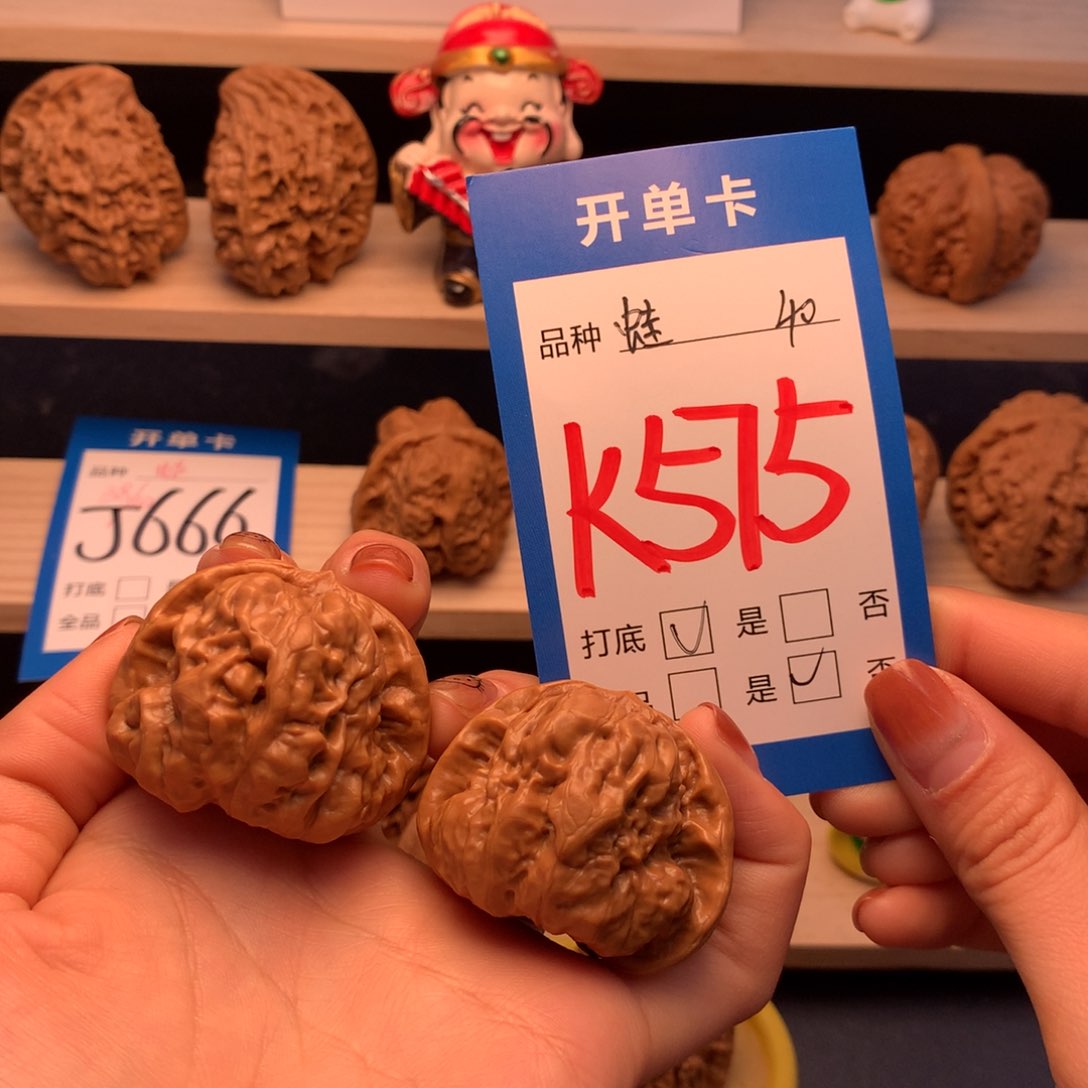 开单卡
品种 蛙 40
K575
打底 ☑ 是 □ 否
□ 是 ☑ 否
开单卡
品种
J666
打底 □
全品 □